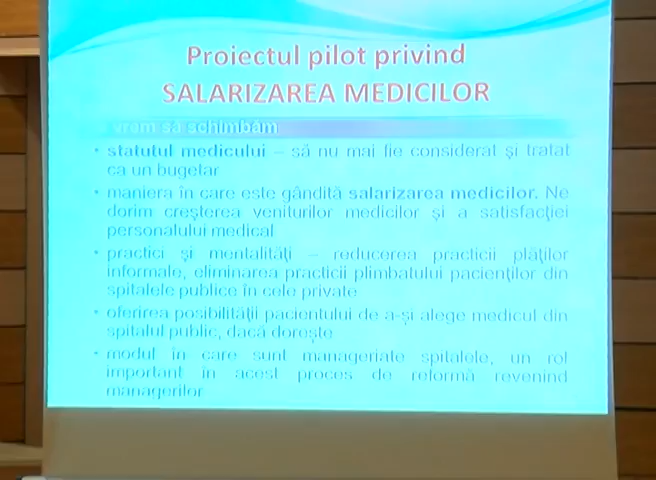 Proiectul pilot privind
SALARIZAREA MEDICILOR
vrem să schimbăm
• statutul medicului – să nu mai fie considerat şi tratat
ca un bugetar
• maniera în care este gândită salarizarea medicilor. Ne
dorim creşterea veniturilor medicilor şi a satisfacţiei
personalului medical
• practici şi mentalităţi – reducerea practicii plăţilor
informale, eliminarea practicii plimbatului pacienţilor din
spitalele publice în cele private
• oferirea posibilităţii pacientului de a-şi alege medicul din
spitalul public, dacă doreşte
• modul în care sunt manageriate spitalele, un rol
important în acest proces de reformă revenind
managerilor